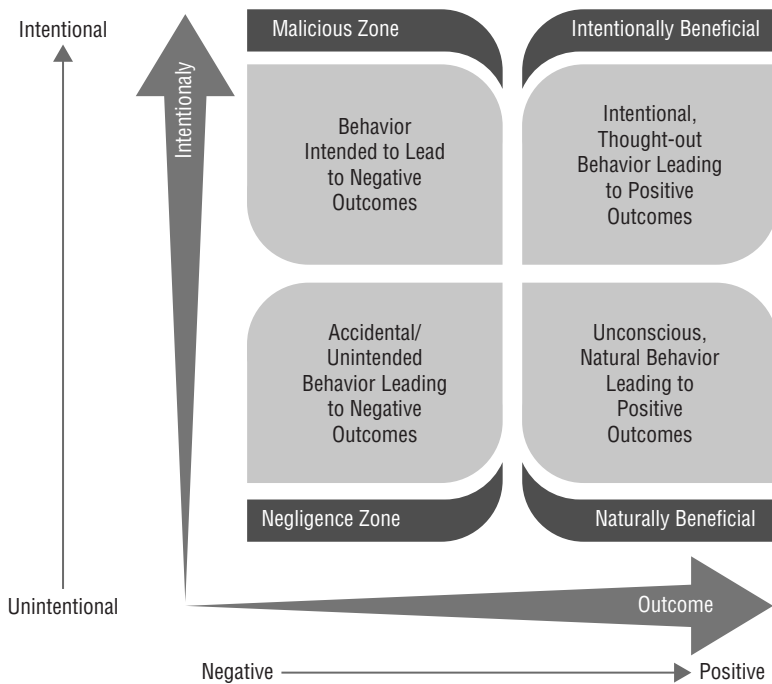 Intentional
Malicious Zone
Intentionally Beneficial
Intentionaly
Behavior
Intended to Lead
to Negative
Outcomes
Intentional,
Thought-out
Behavior Leading
to Positive
Outcomes
Accidental/
Unintended
Behavior Leading
to Negative
Outcomes
Unconscious,
Natural Behavior
Leading to
Positive
Outcomes
Negligence Zone
Naturally Beneficial
Unintentional
Outcome
Negative
Positive